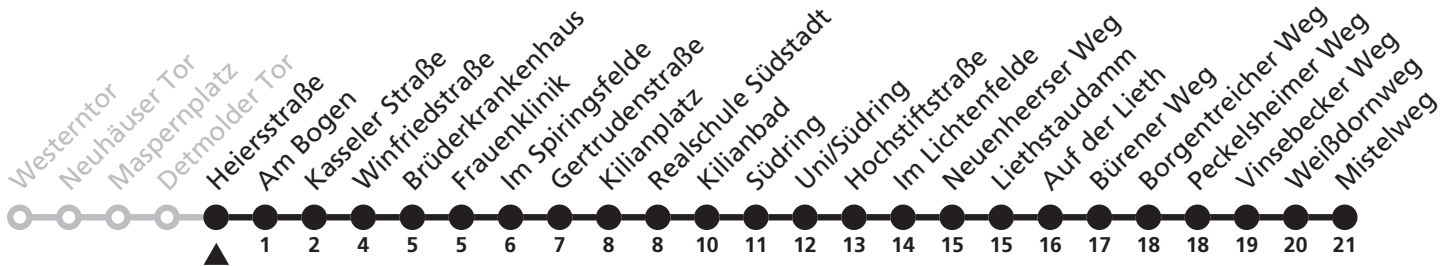 Westerntor
Neuhäuser Tor
Maspernplatz
Detmolder Tor
Heiersstraße
Am Bogen
Kasseler Straße
Winfriedstraße
Brüderkrankenhaus
Frauenklinik
Im Spiringsfelde
Gertrudenstraße
Kilianplatz
Realschule Südstadt
Kilianbad
Südring
Uni/Südring
Hochstiftstraße
Im Lichtenfelde
Neuenheerser Weg
Liethstaudamm
Auf der Lieth
Bürener Weg
Borgentreicher Weg
Peckelsheimer Weg
Vinsebecker Weg
Weißdornweg
Mistelweg
1 2 4 5 5 6 7 8 8 10 11 12 13 14 15 15 16 17 18 18 19 20 21